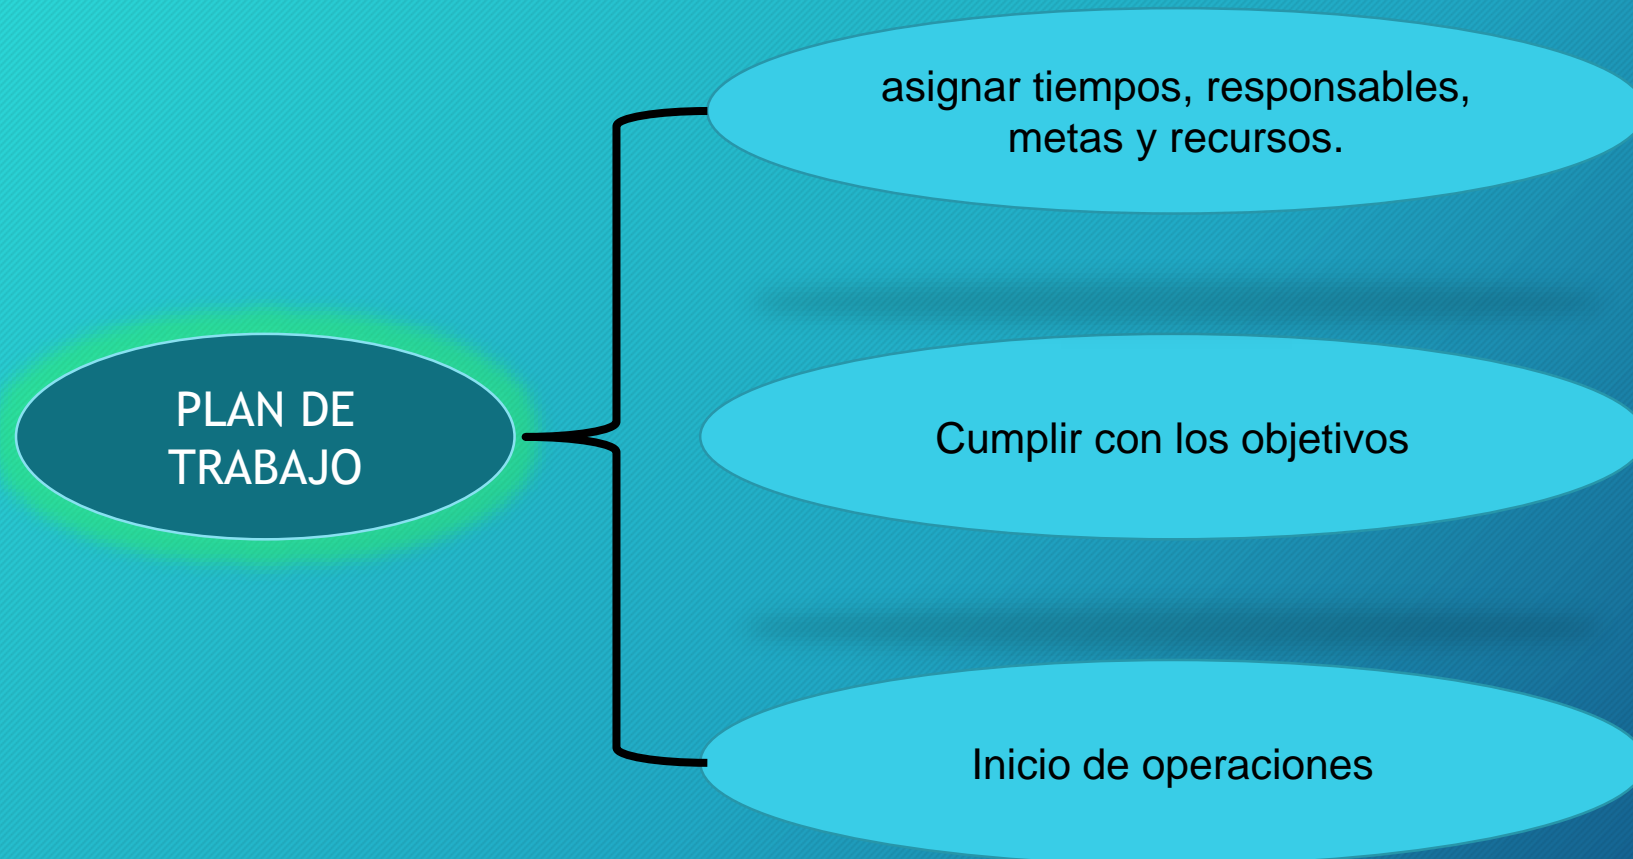 asignar tiempos, responsables,
metas y recursos.
PLAN DE
TRABAJO
Cumplir con los objetivos
Inicio de operaciones